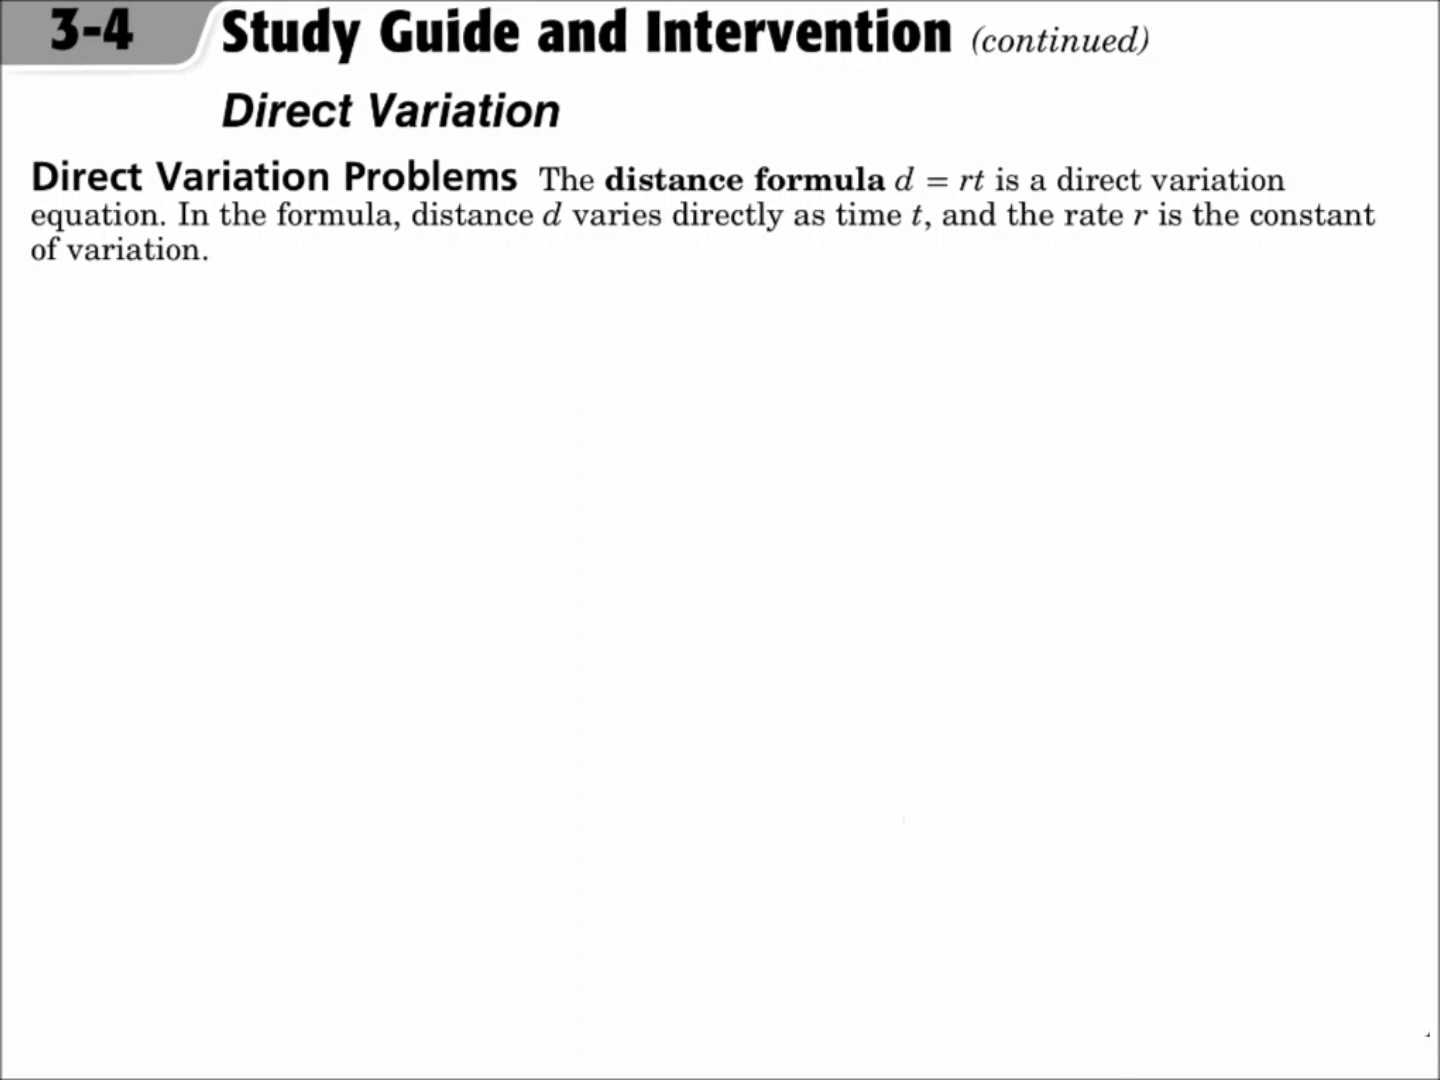 3-4 Study Guide and Intervention (continued)
Direct Variation
Direct Variation Problems The distance formula d = rt is a direct variation
equation. In the formula, distance d varies directly as time t, and the rate r is the constant
of variation.